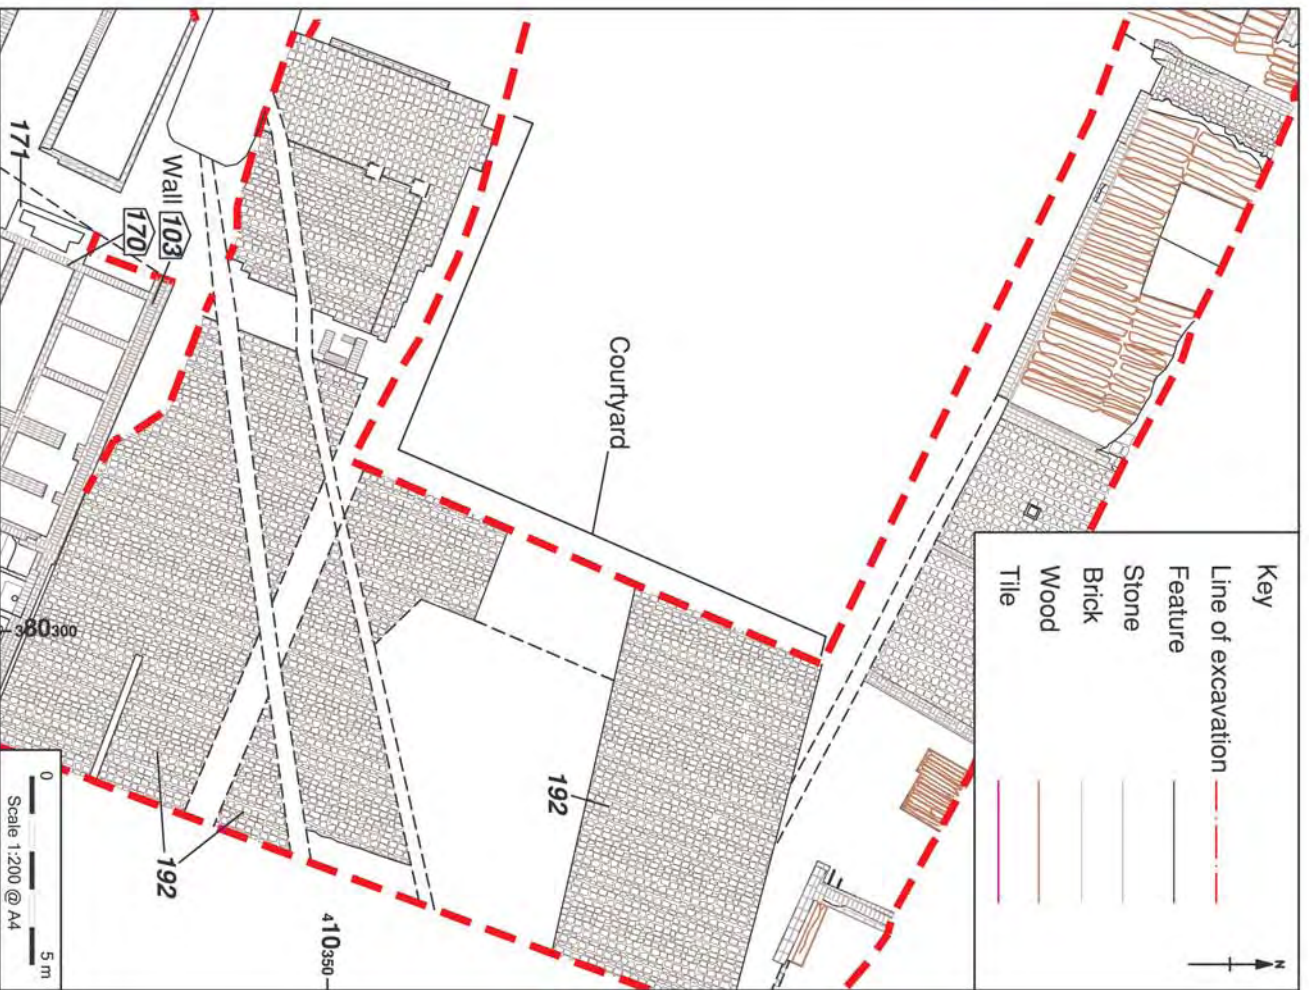 Key
Line of excavation
Feature
Stone
Brick
Wood
Tile
N
Courtyard
Wall 103
170
171
192
192
380300
410350
0 5 m
Scale 1:200 @ A4